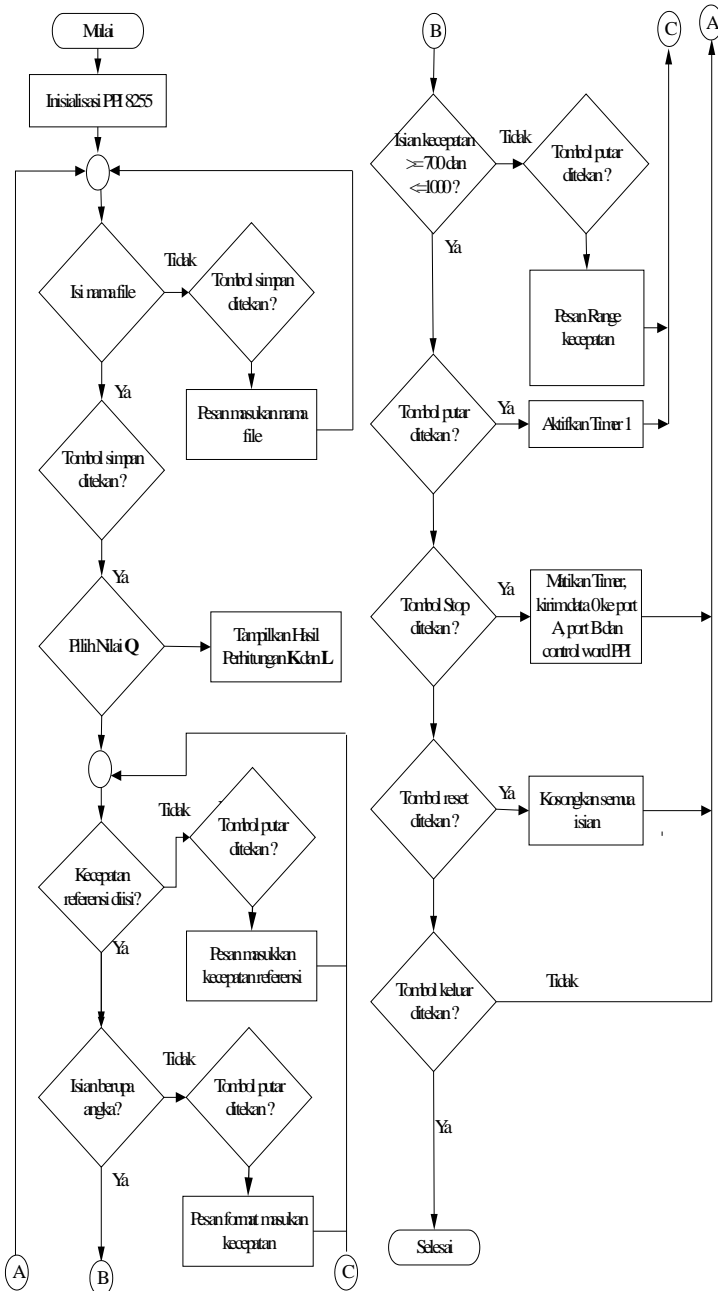 Mulai
Inisialisasi PPI 8255
Isi nama file
Tidak
Tombol simpan
ditekan ?
Pesan masukan nama
file
Ya
Tombol simpan
ditekan ?
Ya
Pilih Nilai Q
Tampilkan Hasil
Perhitungan K dan L
Kecepatan
referensi diisi?
Tidak
Tombol putar
ditekan ?
Pesan masukkan
kecepatan referensi
Ya
Isian berupa
angka?
Tidak
Tombol putar
ditekan ?
Pesan format masukan
kecepatan
Ya
A
B
C
B
C
A
Isian kecepatan
>=700 dan
<=1000 ?
Tidak
Tombol putar
ditekan ?
Pesan Range
kecepatan
Ya
Tombol putar
ditekan ?
Ya
Aktifkan Timer 1
Tombol Stop
ditekan ?
Ya
Matikan Timer,
kirim data 0 ke port
A, port B dan
control word PPI
Tombol reset
ditekan ?
Ya
Kosongkan semua
isian
Tombol keluar
ditekan ?
Tidak
Ya
Selesai